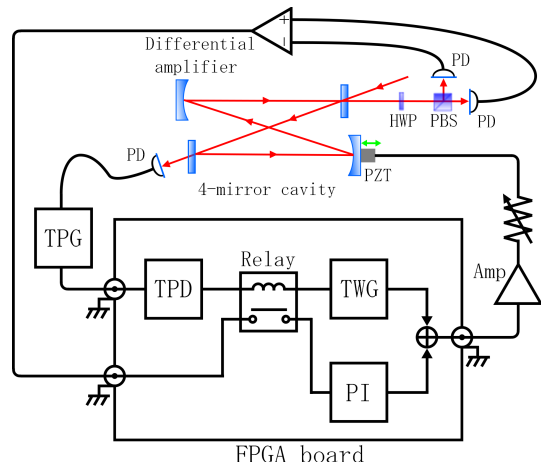 +
−
Differential
amplifier
PD
HWP
PBS
PD
PD
4-mirror cavity
PZT
TPG
Amp
Relay
TPD
TWG
PI
FPGA board